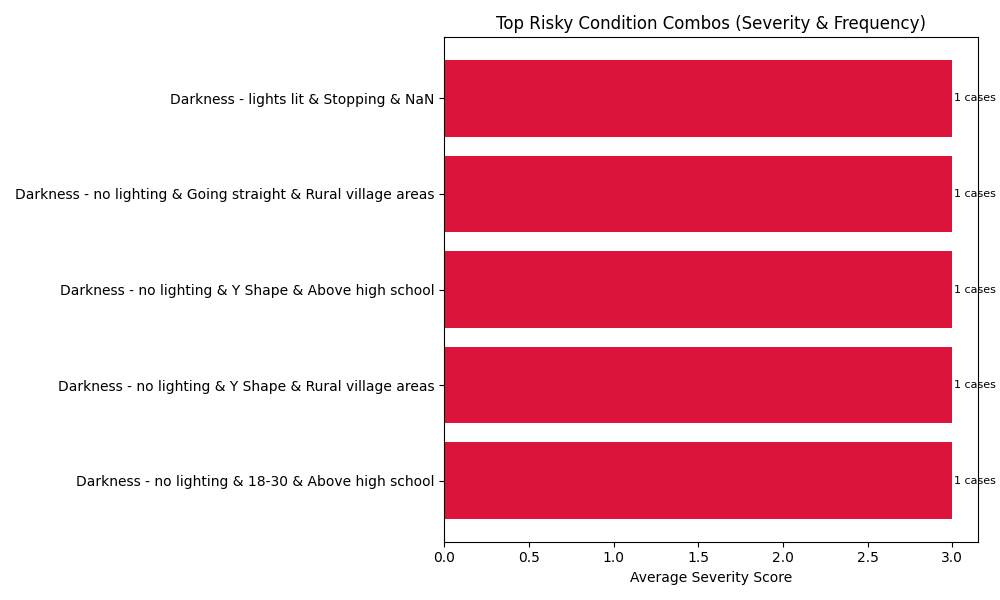 Top Risky Condition Combos (Severity & Frequency)
Darkness - lights lit & Stopping & NaN
1 cases
Darkness - no lighting & Going straight & Rural village areas
1 cases
Darkness - no lighting & Y Shape & Above high school
1 cases
Darkness - no lighting & Y Shape & Rural village areas
1 cases
Darkness - no lighting & 18-30 & Above high school
1 cases
0.0 0.5 1.0 1.5 2.0 2.5 3.0
Average Severity Score